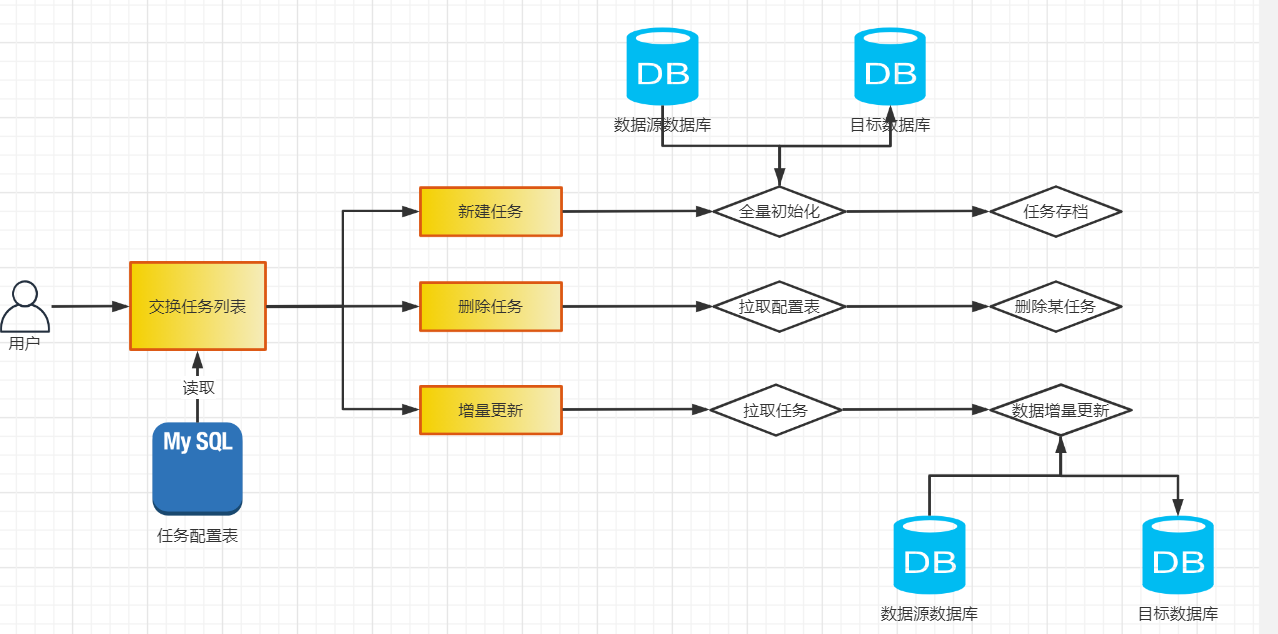 DB
DB
数据源数据库
目标数据库
新建任务
全量初始化
任务存档
交换任务列表
删除任务
拉取配置表
删除某任务
用户
读取
增量更新
拉取任务
数据增量更新
My SQL
任务配置表
DB
DB
数据源数据库
目标数据库